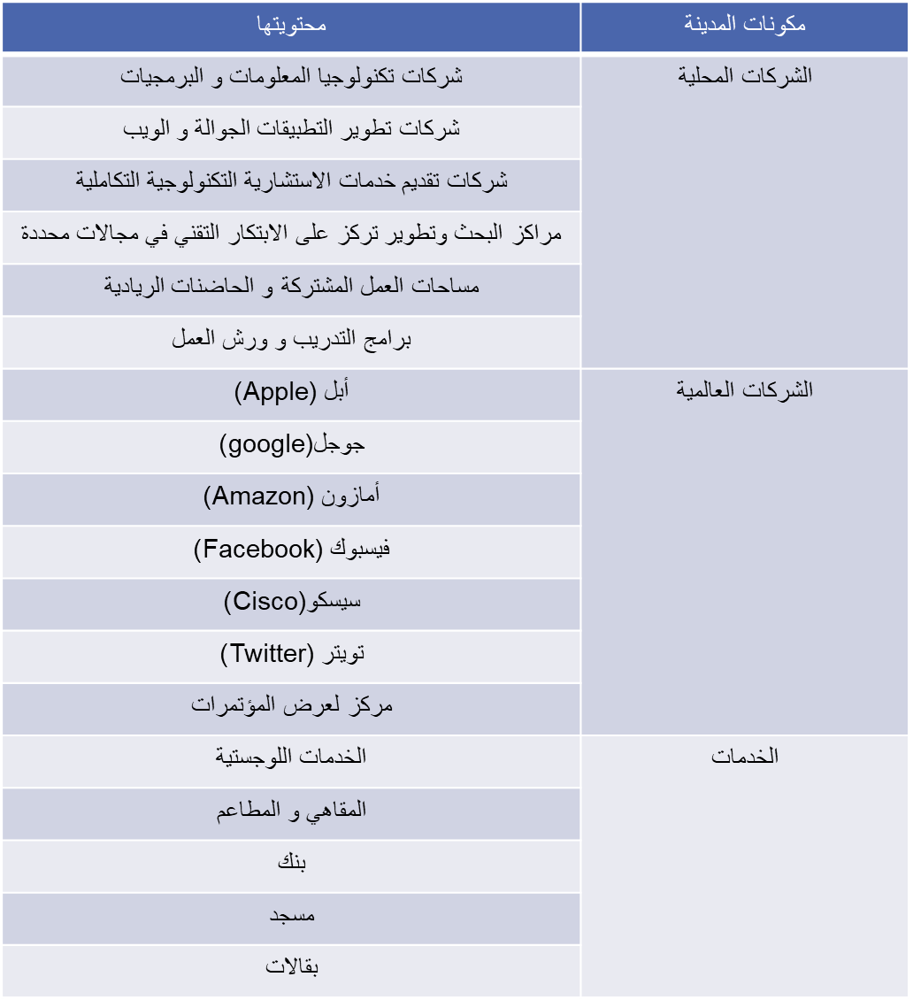 مكونات المدينة محتويتها
الشركات المحلية شركات تكنولوجيا المعلومات و البرمجيات
شركات تطوير التطبيقات الجوالة و الويب
شركات تقديم خدمات الاستشارية التكنولوجية التكاملية
مراكز البحث وتطوير تركز على الابتكار التقني في مجالات محددة
مساحات العمل المشتركة و الحاضنات الريادية
برامج التدريب و ورش العمل
الشركات العالمية أبل (Apple)
جوجل(google)
أمازون (Amazon)
فيسبوك (Facebook)
سيسكو(Cisco)
تويتر (Twitter)
مركز لعرض المؤتمرات
الخدمات الخدمات اللوجستية
المقاهي و المطاعم
بنك
مسجد
بقالات